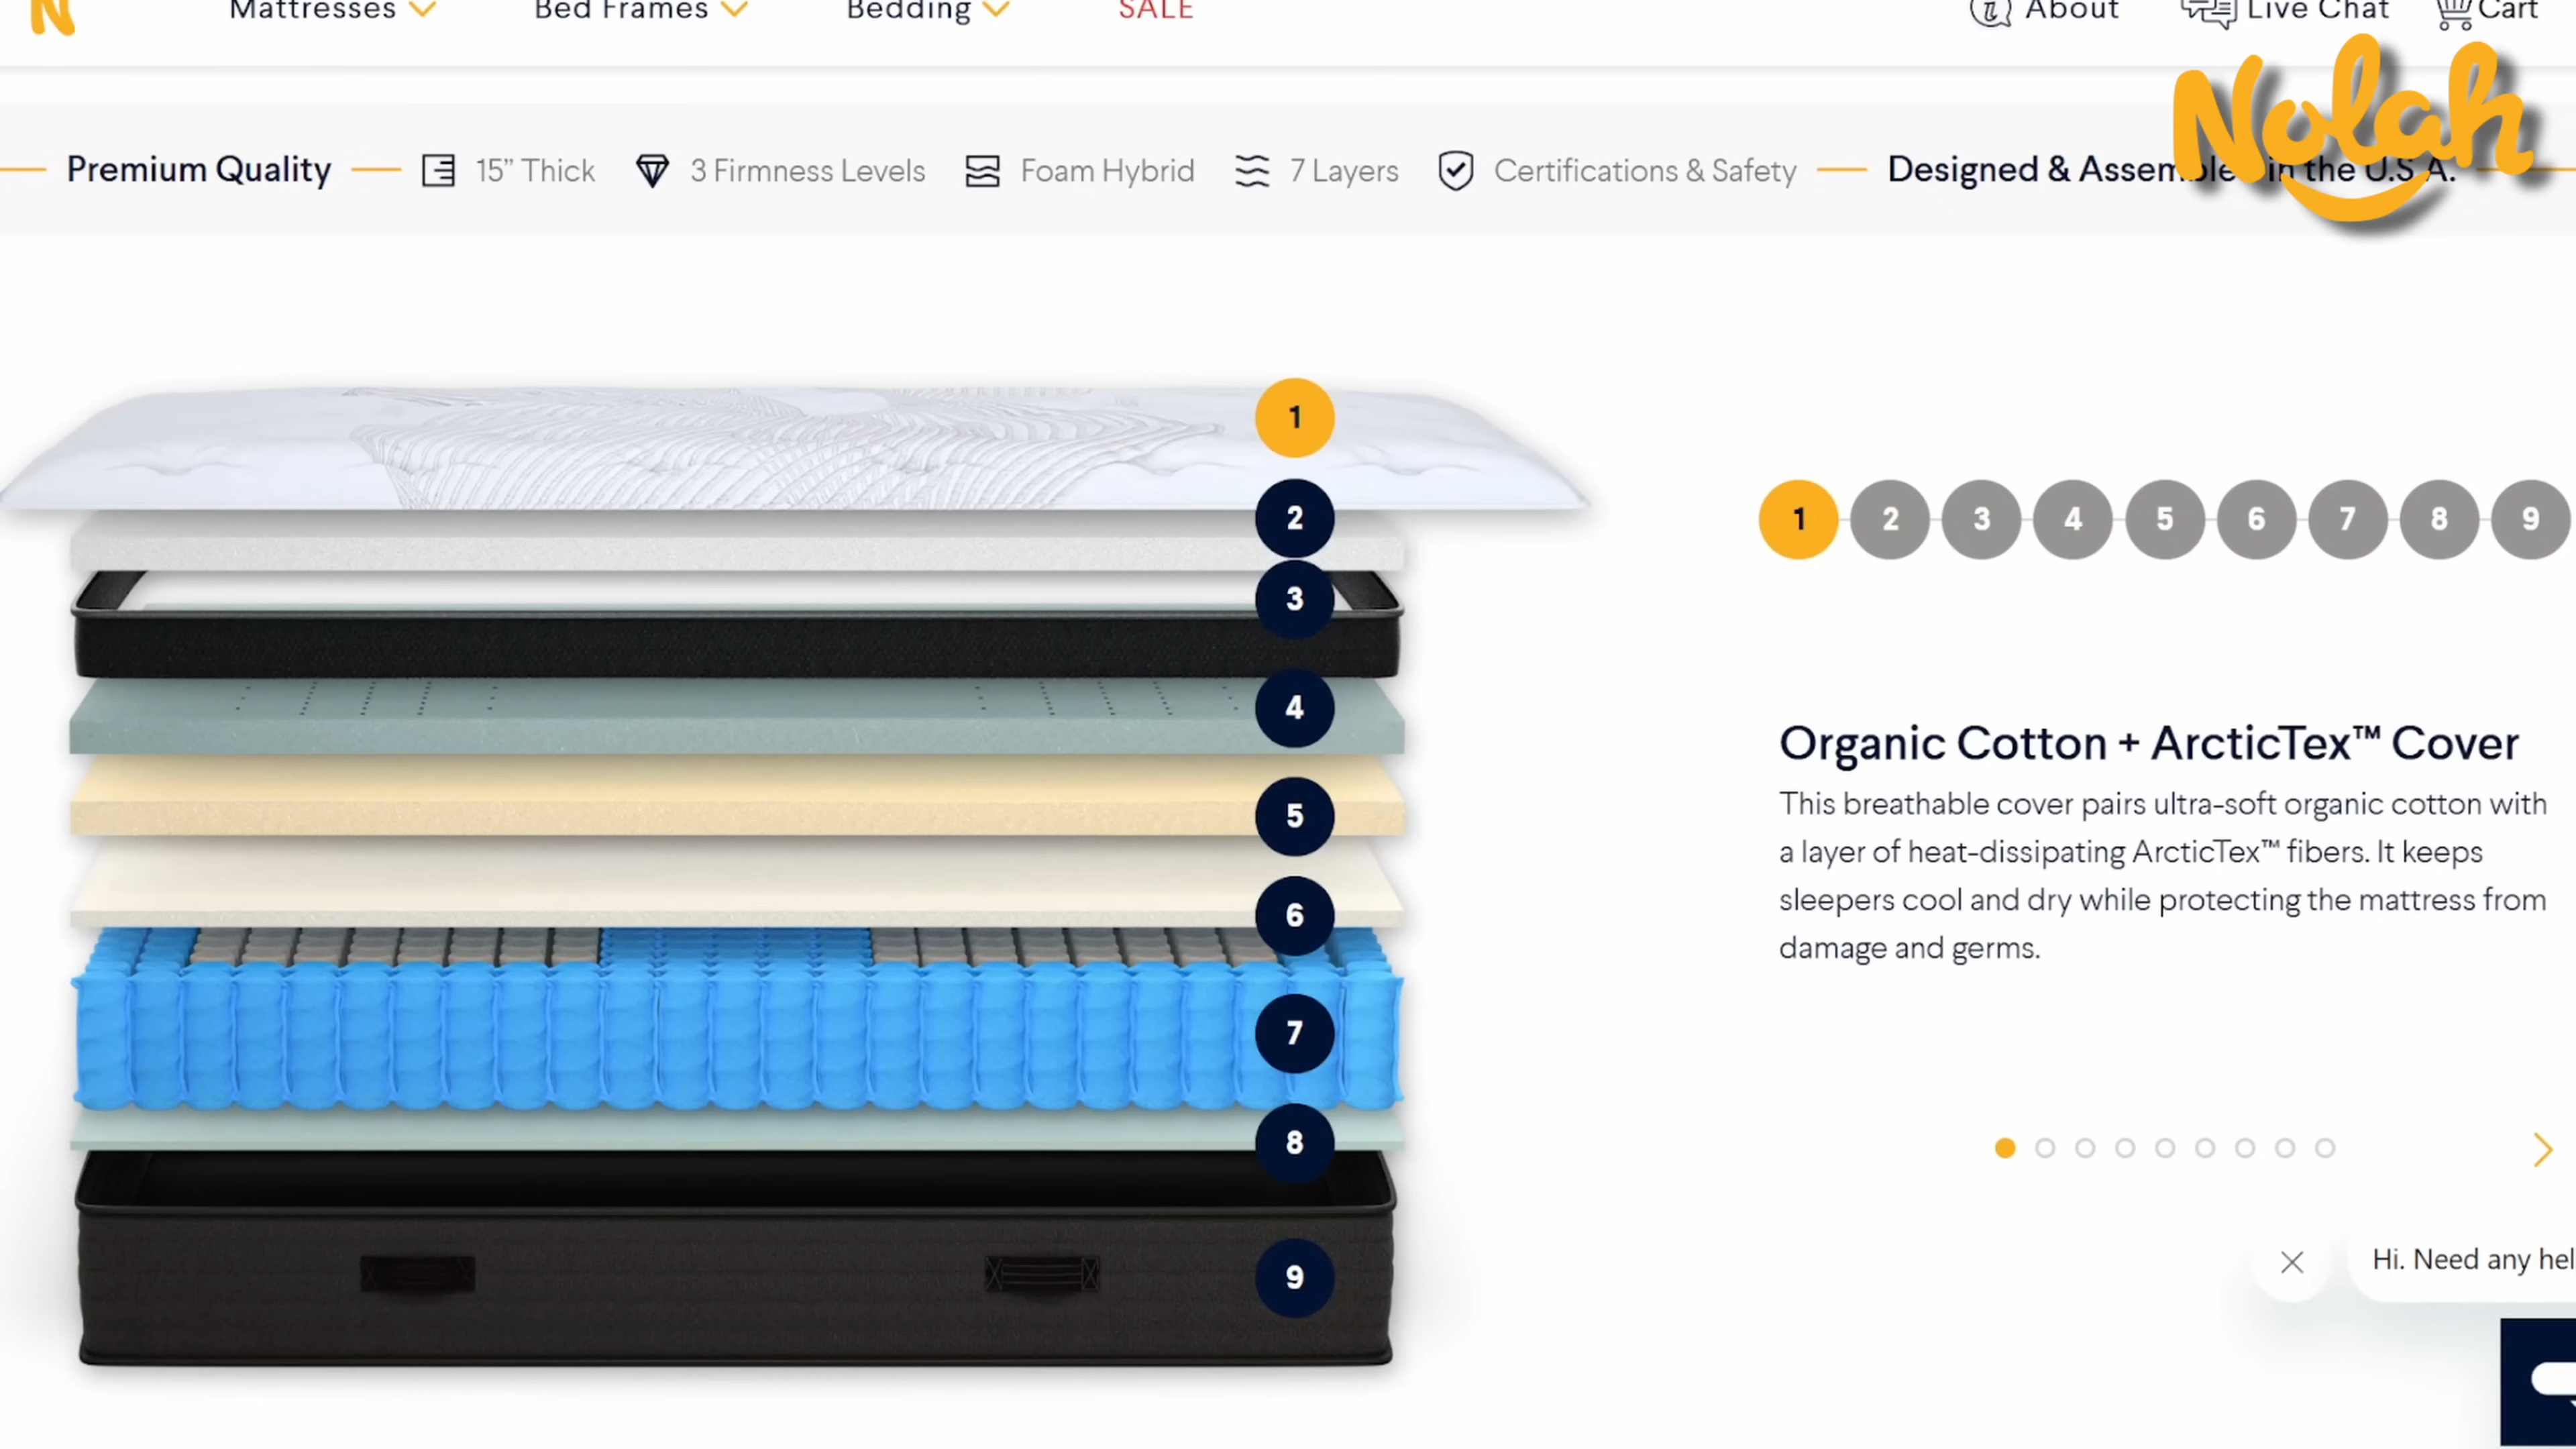 N
Mattresses Bed Frames Bedding SALE About Live Chat Cart
Nolah
Premium Quality 15” Thick 3 Firmness Levels Foam Hybrid 7 Layers Certifications & Safety Designed & in the U.S.A.
1
2
3
4
5
6
7
8
9
1 2 3 4 5 6 7 8 9
Organic Cotton + ArcticTex™ Cover
This breathable cover pairs ultra-soft organic cotton with
a layer of heat-dissipating ArcticTex™ fibers. It keeps
sleepers cool and dry while protecting the mattress from
damage and germs.
Hi. Need any hel